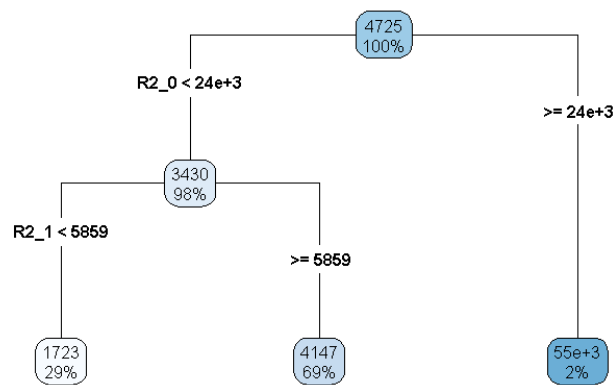 4725
100%
R2_0 < 24e+3
>= 24e+3
3430
98%
R2_1 < 5859
>= 5859
1723
29%
4147
69%
55e+3
2%